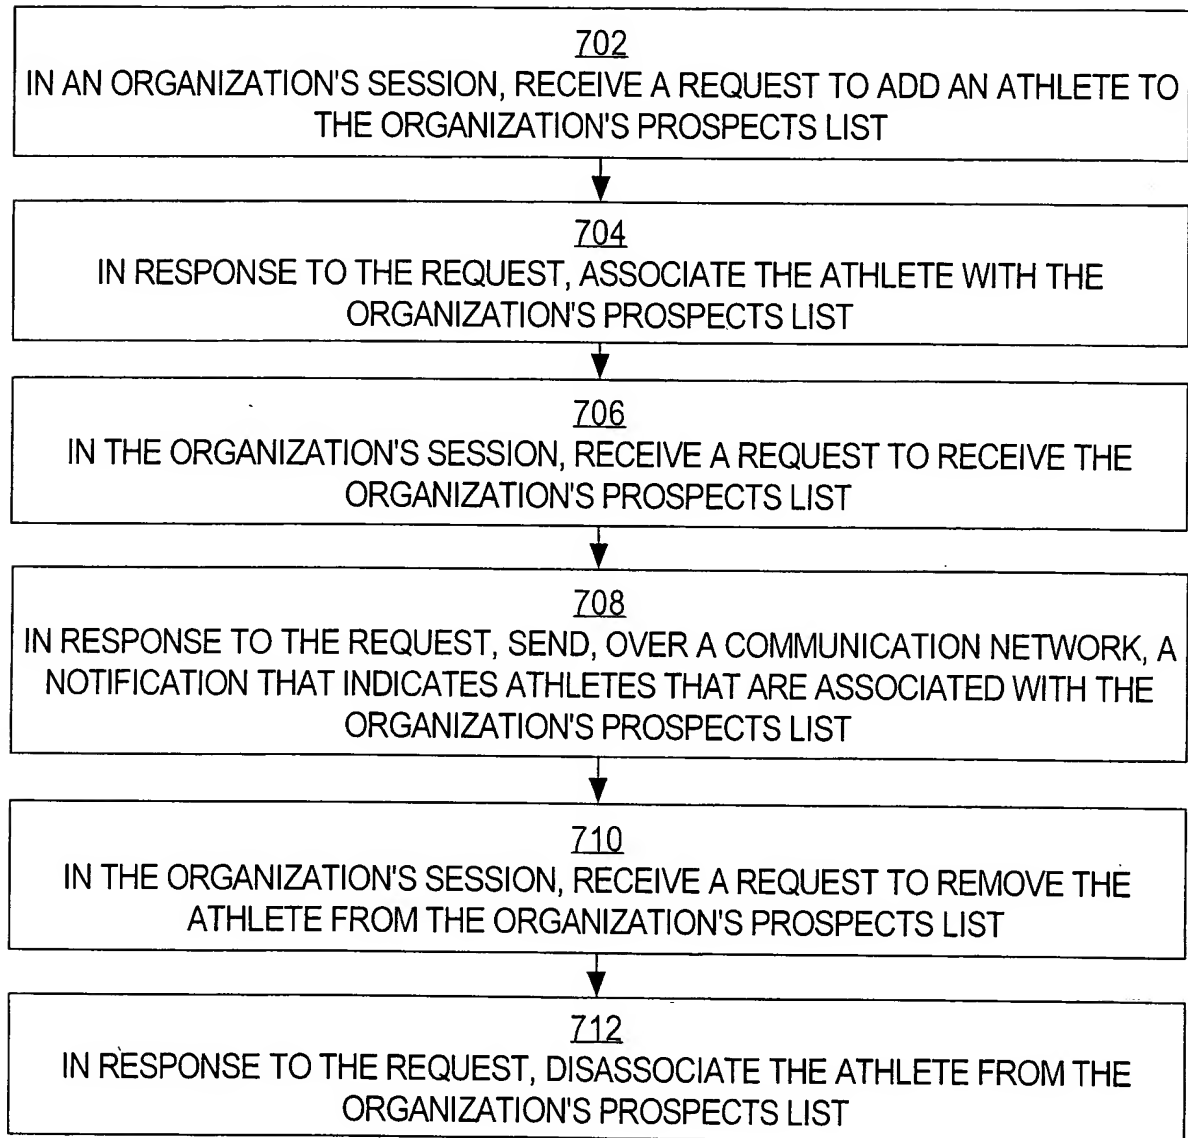 702
IN AN ORGANIZATION'S SESSION, RECEIVE A REQUEST TO ADD AN ATHLETE TO
THE ORGANIZATION'S PROSPECTS LIST
704
IN RESPONSE TO THE REQUEST, ASSOCIATE THE ATHLETE WITH THE
ORGANIZATION'S PROSPECTS LIST
706
IN THE ORGANIZATION'S SESSION, RECEIVE A REQUEST TO RECEIVE THE
ORGANIZATION'S PROSPECTS LIST
708
IN RESPONSE TO THE REQUEST, SEND, OVER A COMMUNICATION NETWORK, A
NOTIFICATION THAT INDICATES ATHLETES THAT ARE ASSOCIATED WITH THE
ORGANIZATION'S PROSPECTS LIST
710
IN THE ORGANIZATION'S SESSION, RECEIVE A REQUEST TO REMOVE THE
ATHLETE FROM THE ORGANIZATION'S PROSPECTS LIST
712
IN RESPONSE TO THE REQUEST, DISASSOCIATE THE ATHLETE FROM THE
ORGANIZATION'S PROSPECTS LIST